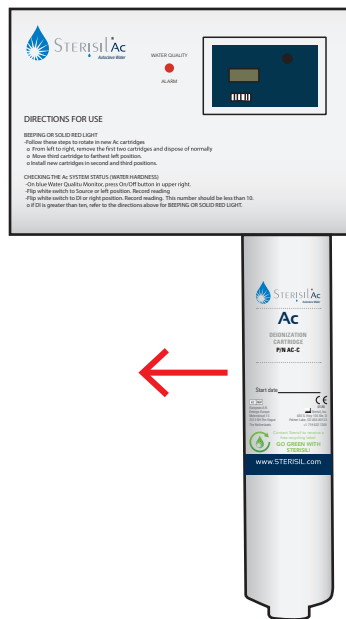 STERISIL Ac
Autoclave Water
WATER QUALITY
ALARM
DIRECTIONS FOR USE
BEEPING OR SOLID RED LIGHT
-Follow these steps to rotate in new Ac cartridges
o From left to right, remove the first two cartridges and dispose of normally
o Move third cartridge to farthest left position.
o Install new cartridges in second and third positions.
CHECKING THE Ac SYSTEM STATUS (WATER HARDNESS)
-On blue Water Qualitu Monitor, press On/Off button in upper right.
-Flip white switch to Source or left position. Record reading
-Flip white switch to DI or right position. Record reading. This number should be less than 10.
o if DI is greater than ten, refer to the directions above for BEEPING OR SOLID RED LIGHT.
STERISIL Ac
Ac
DEIONIZATION
CARTRIDGE
P/N AC-C
Start date
GO GREEN WITH
STERISIL!
www.STERISIL.com